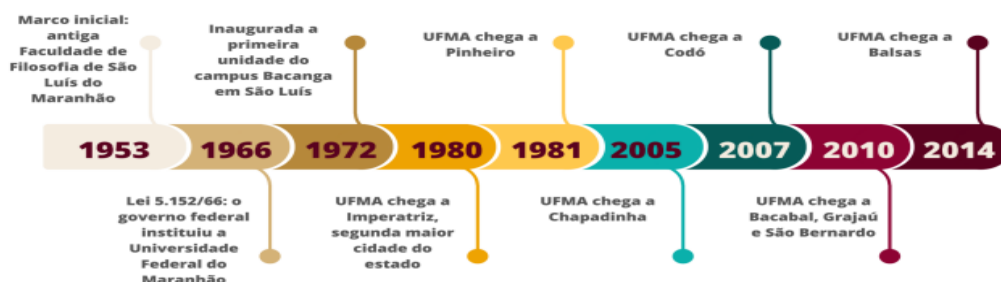 Marco inicial:
antiga
Faculdade de
Filosofia de São
Luís do
Maranhão
Inaugurada a
primeira
unidade do
campus Bacanga
em São Luís
UFMA chega a
Pinheiro
UFMA chega a
Codó
UFMA chega a
Balsas
1953 1966 1972 1980 1981 2005 2007 2010 2014
Lei 5.152/66: o
governo federal
instituiu a
Universidade
Federal do
Maranhão
UFMA chega a
Imperatriz,
segunda maior
cidade do
estado
UFMA chega a
Chapadinha
UFMA chega a
Bacabal, Grajaú
e São Bernardo